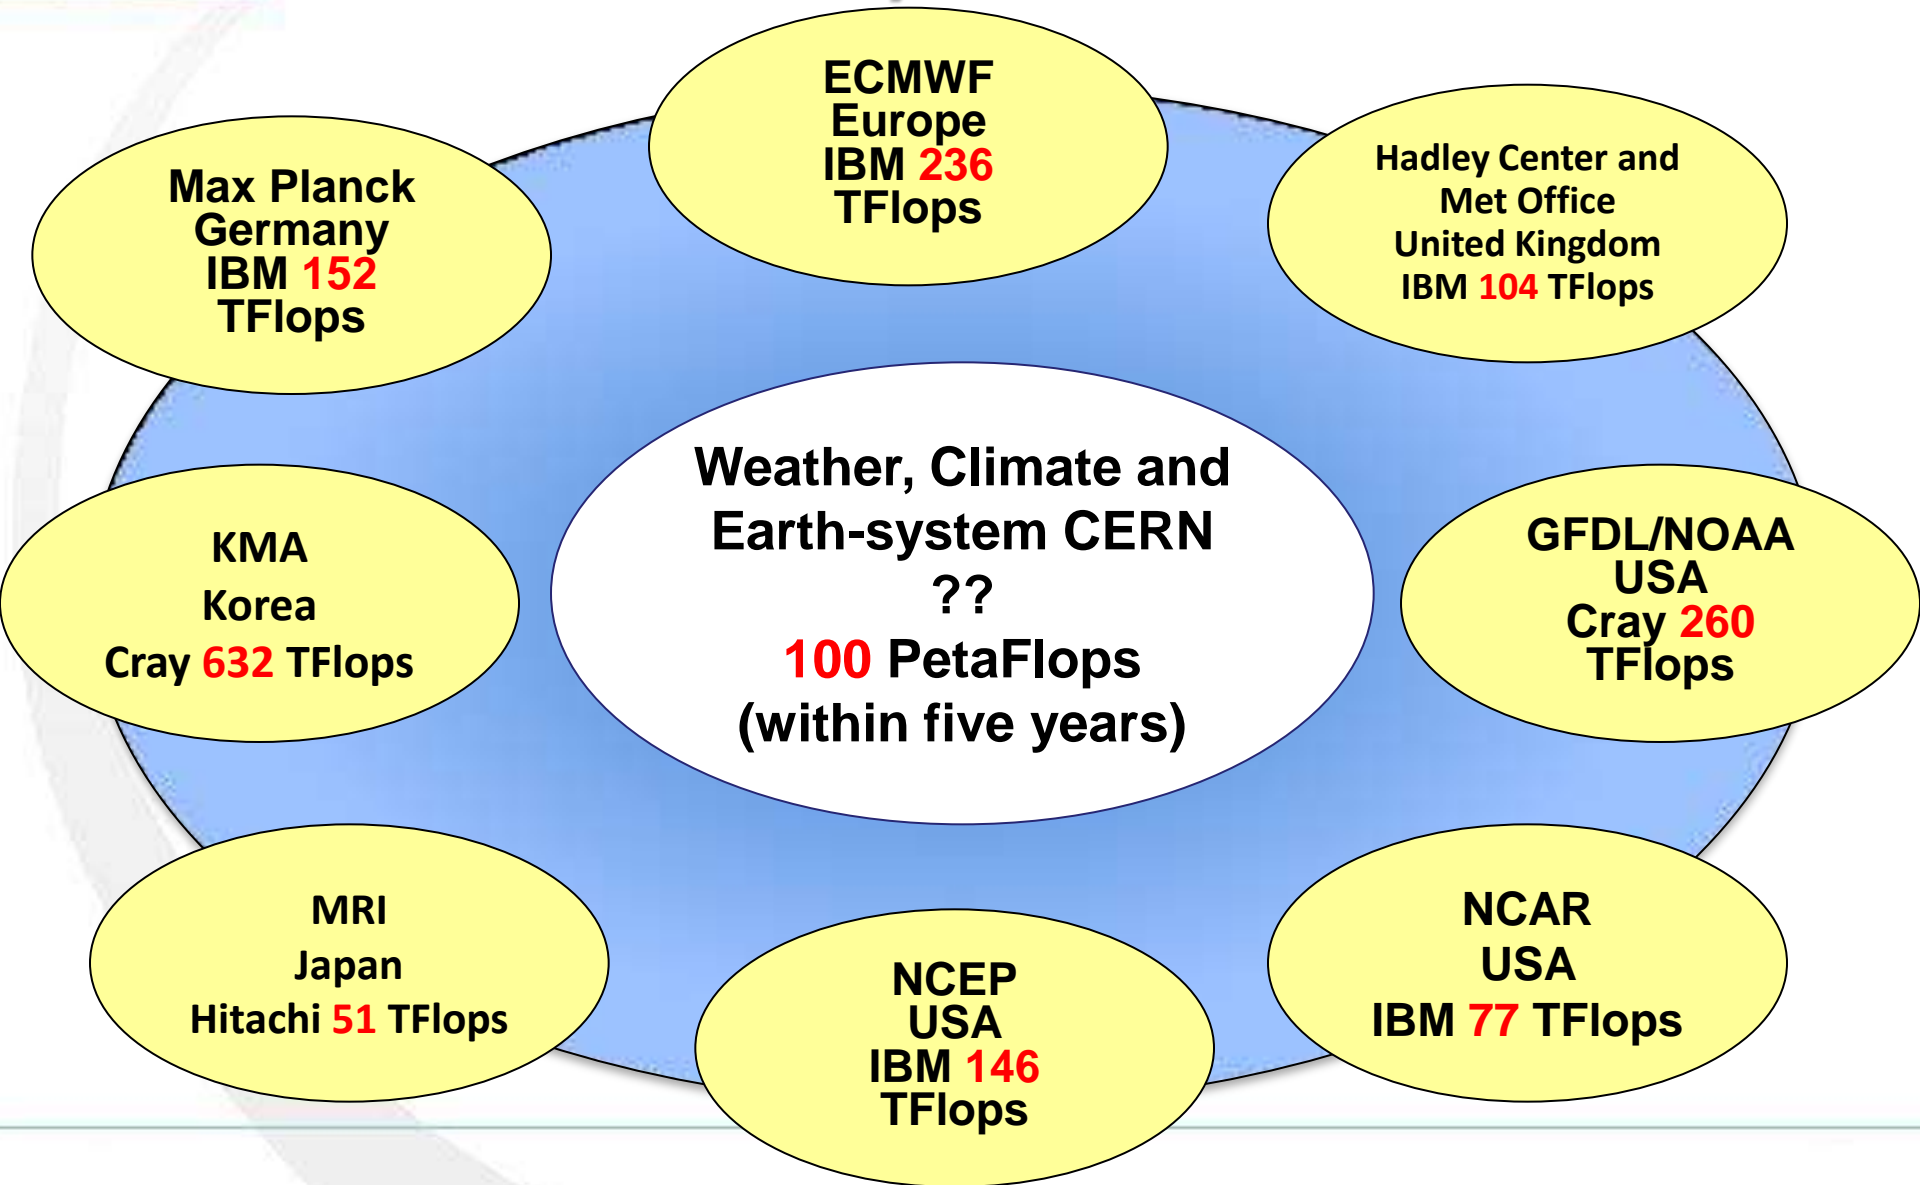 ECMWF
Europe
IBM 236
TFlops
Max Planck
Germany
IBM 152
TFlops
Hadley Center and
Met Office
United Kingdom
IBM 104 TFlops
Weather, Climate and
Earth-system CERN
??
100 PetaFlops
(within five years)
KMA
Korea
Cray 632 TFlops
GFDL/NOAA
USA
Cray 260
TFlops
MRI
Japan
Hitachi 51 TFlops
NCEP
USA
IBM 146
TFlops
NCAR
USA
IBM 77 TFlops